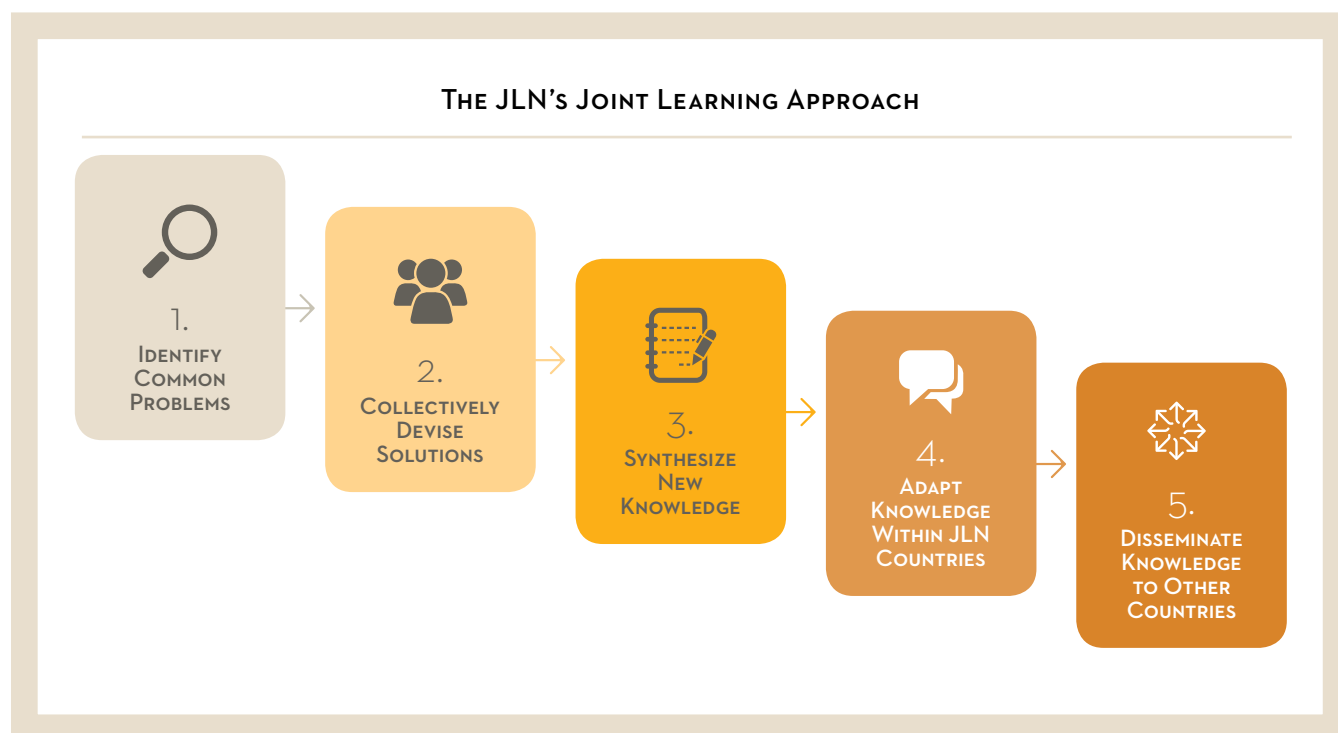 The JLN's Joint Learning Approach
1.
Identify
Common
Problems
2.
Collectively
Devise
Solutions
3.
Synthesize
New
Knowledge
4.
Adapt
Knowledge
Within JLN
Countries
5.
Disseminate
Knowledge
to Other
Countries